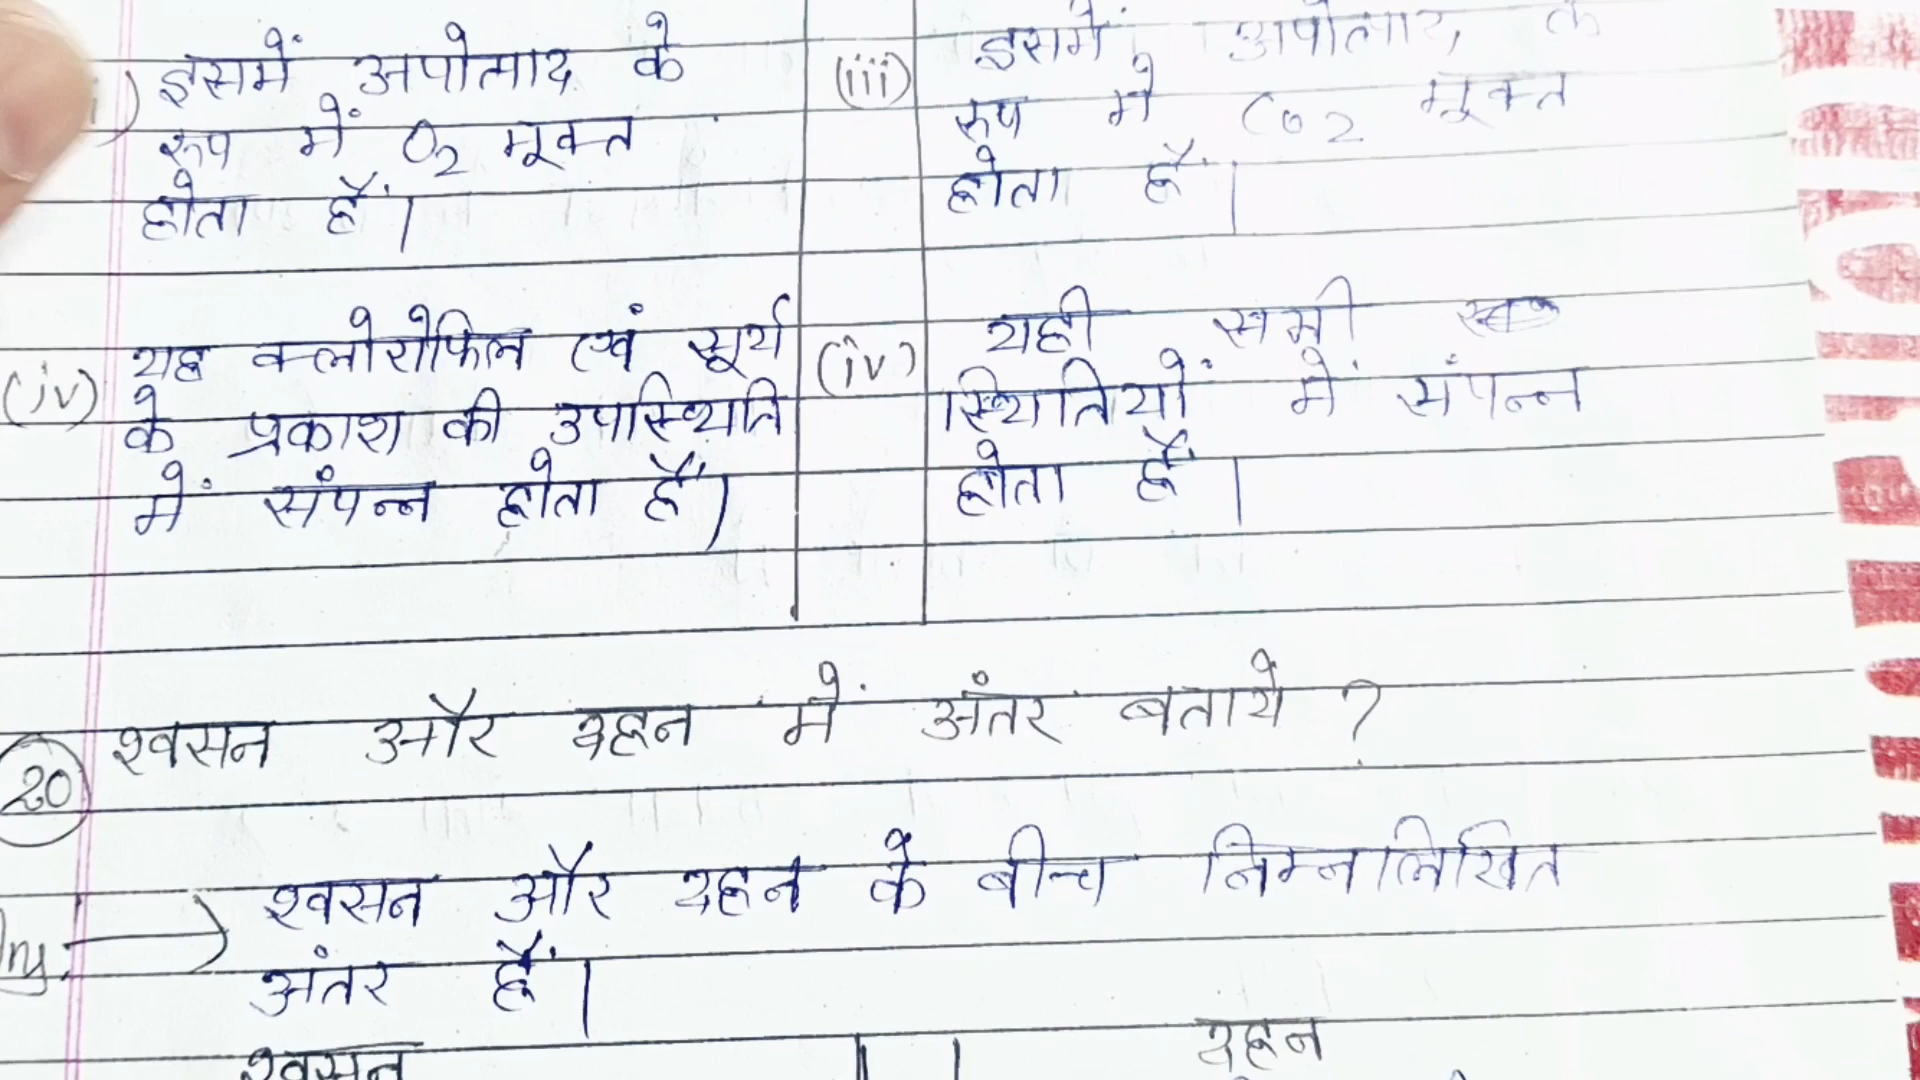 इसमें अपोत्पाद के
रूप में O2 मूक्त
होता हैं।
(iii) इसमें अपोत्पाद के
रूप में CO2 मूक्त
होता हैं।
(iv) यह क्लोरोफिल एवं सूर्य
के प्रकाश की उपस्थिति
में संपन्न होता हैं।
(iv) यही सभी
स्थितियों में संपन्न
होता हैं।
(20) श्वसन और दहन में अंतर बताये ?
Ans → श्वसन और दहन के बीच निम्नलिखित
अंतर हैं।
श्वसन दहन